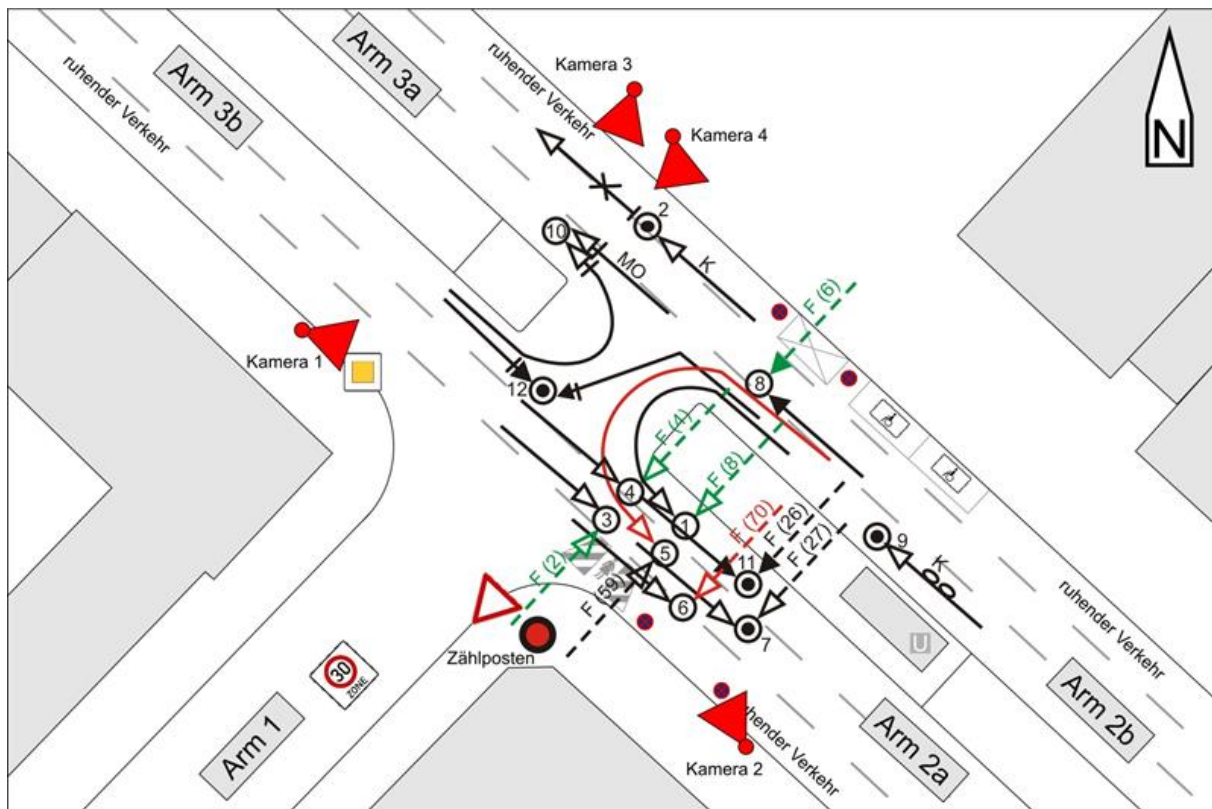 Arm 3a
Arm 3b
ruhender Verkehr
ruhender Verkehr
Kamera 3
Kamera 4
N
2
10
MO
K
F (6)
Kamera 1
12
8
F (4)
F (8)
4
3
1
5
F (70)
F (26)
F (27)
9
K
11
F (2)
F (59)
6
7
Zählposten
U
30
ZONE
ruhender Verkehr
ruhender Verkehr
Arm 1
Kamera 2
Arm 2a
Arm 2b